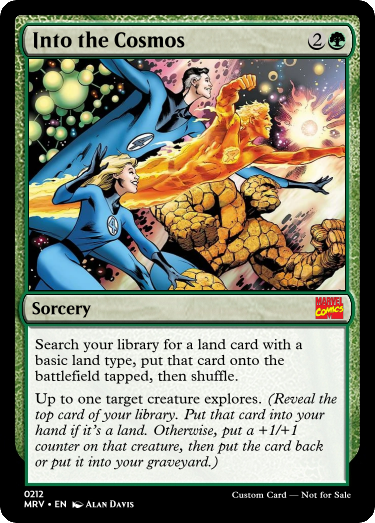 Into the Cosmos 2
Sorcery
MARVEL
COMICS
Search your library for a land card with a
basic land type, put that card onto the
battlefield tapped, then shuffle.
Up to one target creature explores. (Reveal the
top card of your library. Put that card into your
hand if it's a land. Otherwise, put a +1/+1
counter on that creature, then put the card back
or put it into your graveyard.)
0212
MRV • EN Alan Davis
Custom Card — Not for Sale